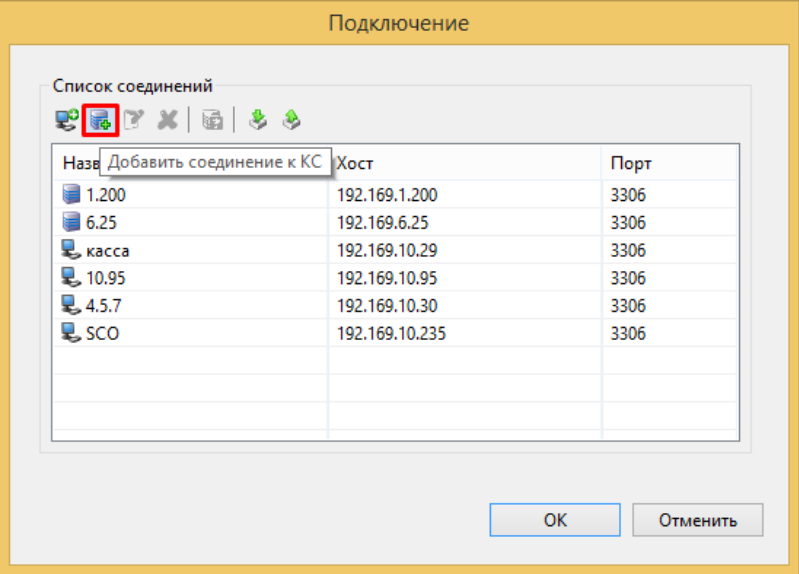 Подключение
Список соединений
Назв
Добавить соединение к КС
Хост
Порт
1.200 192.169.1.200 3306
6.25 192.169.6.25 3306
касса 192.169.10.29 3306
10.95 192.169.10.95 3306
4.5.7 192.169.10.30 3306
SCO 192.169.10.235 3306
OK
Отменить